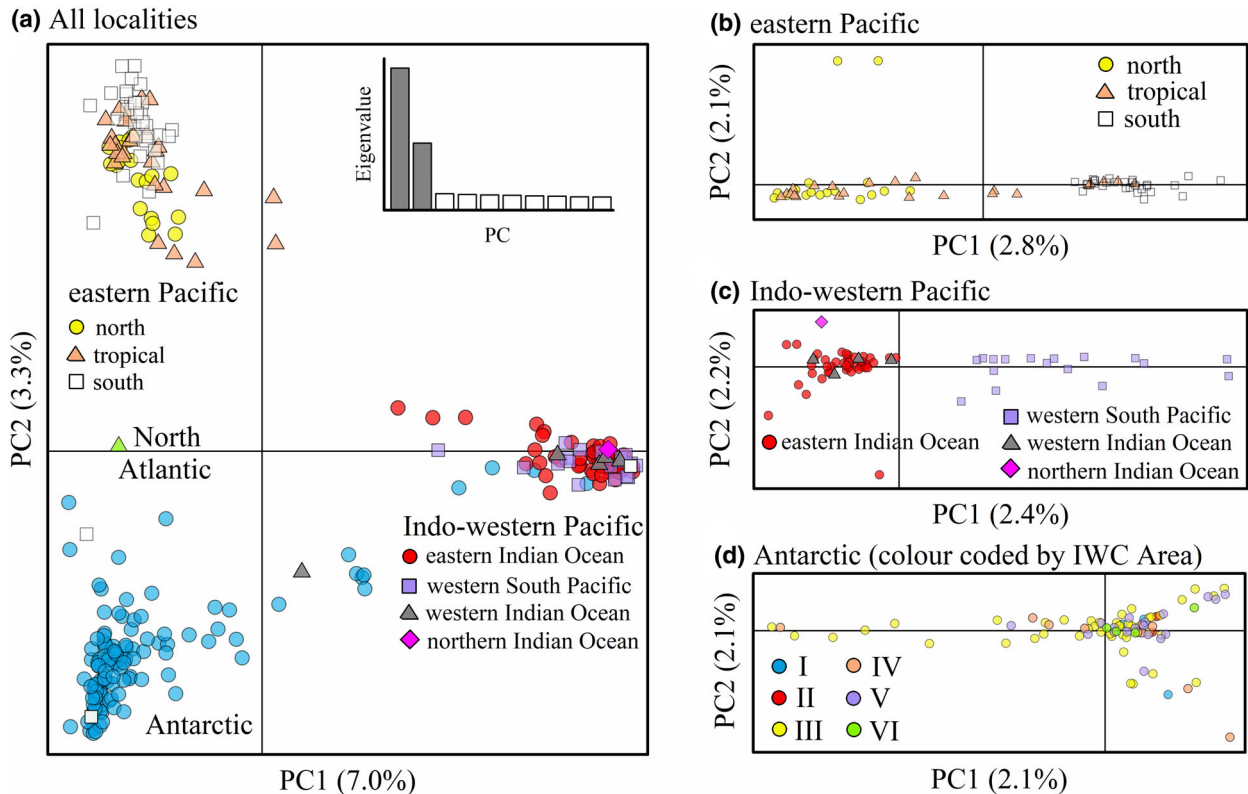 (a) All localities
Eigenvalue
PC
eastern Pacific
north
tropical
south
North
Atlantic
Indo-western Pacific
eastern Indian Ocean
western South Pacific
western Indian Ocean
northern Indian Ocean
Antarctic
PC2 (3.3%)
PC1 (7.0%)
(b) eastern Pacific
north
tropical
south
PC2 (2.1%)
PC1 (2.8%)
(c) Indo-western Pacific
western South Pacific
eastern Indian Ocean
western Indian Ocean
northern Indian Ocean
PC2 (2.2%)
PC1 (2.4%)
(d) Antarctic (colour coded by IWC Area)
I
II
III
IV
V
VI
PC2 (2.1%)
PC1 (2.1%)